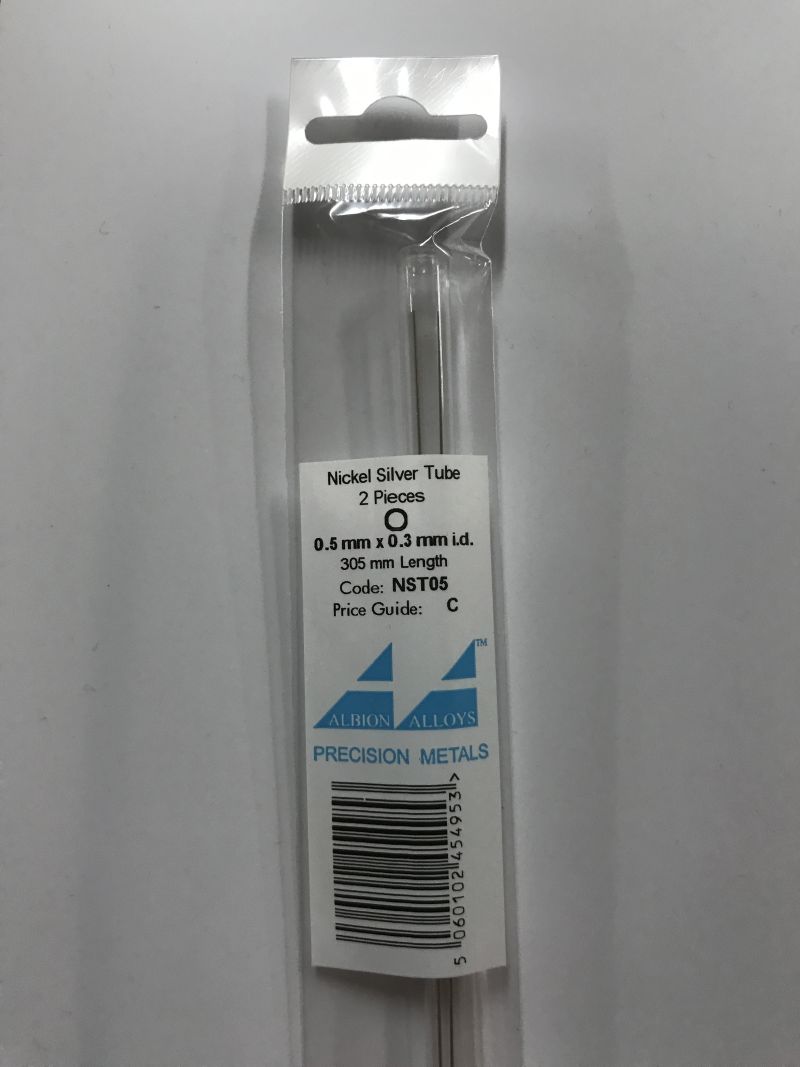 Nickel Silver Tube
2 Pieces
0.5 mm x 0.3 mm i.d.
305 mm Length
Code: NST05
Price Guide: C
TM
ALBION ALLOYS
PRECISION METALS
5 060102 454953 >